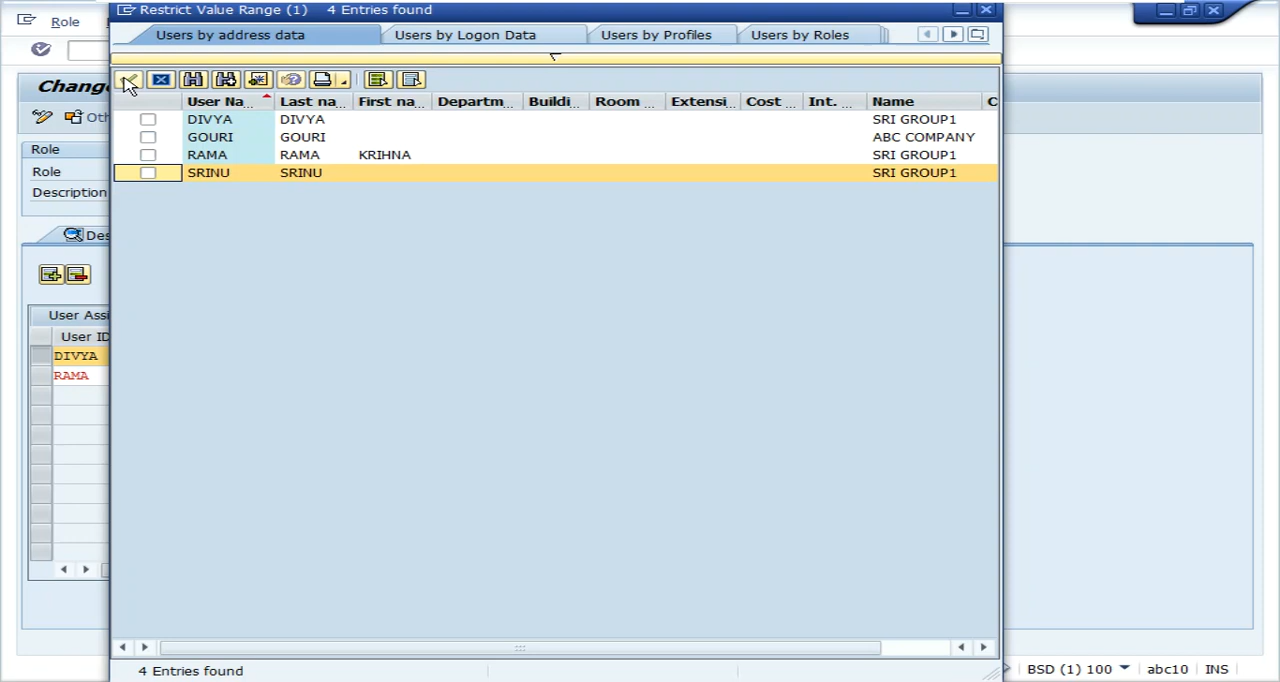 Restrict Value Range (1) 4 Entries found
Role
Users by address data Users by Logon Data Users by Profiles Users by Roles
Change
Oth
User Na... Last na... First na... Departm... Buildi... Room ... Extensi... Cost ... Int. ... Name C
DIVYA DIVYA SRI GROUP1
GOURI GOURI ABC COMPANY
RAMA RAMA KRIHNA SRI GROUP1
SRINU SRINU SRI GROUP1
Role
Role
Description
Des
User Assi
User ID
DIVYA
RAMA
4 Entries found
BSD (1) 100 abc10 INS